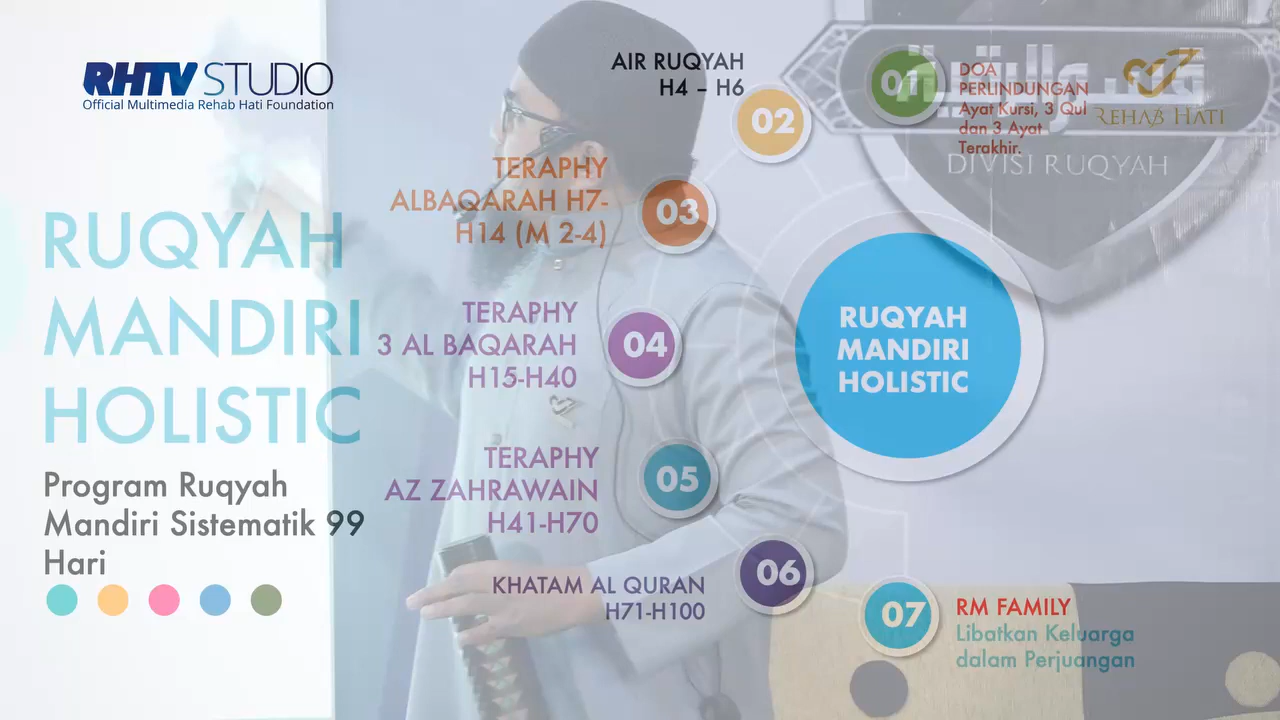 RHTV STUDIO
Official Multimedia Rehab Hati Foundation
RUQYAH
MANDIRI
HOLISTIC
Program Ruqyah
Mandiri Sistematik 99
Hari
AIR RUQYAH
H4 – H6
02
01
DOA
PERLINDUNGAN
Ayat Kursi, 3 Qul
dan 3 Ayat
Terakhir.
REHAB HATI
DIVISI RUQYAH
TERAPHY
ALBAQARAH H7-
H14 (M 2-4)
03
TERAPHY
3 AL BAQARAH
H15-H40
04
RUQYAH
MANDIRI
HOLISTIC
TERAPHY
AZ ZAHRAWAIN
H41-H70
05
KHATAM AL QURAN
H71-H100
06
07
RM FAMILY
Libatkan Keluarga
dalam Perjuangan